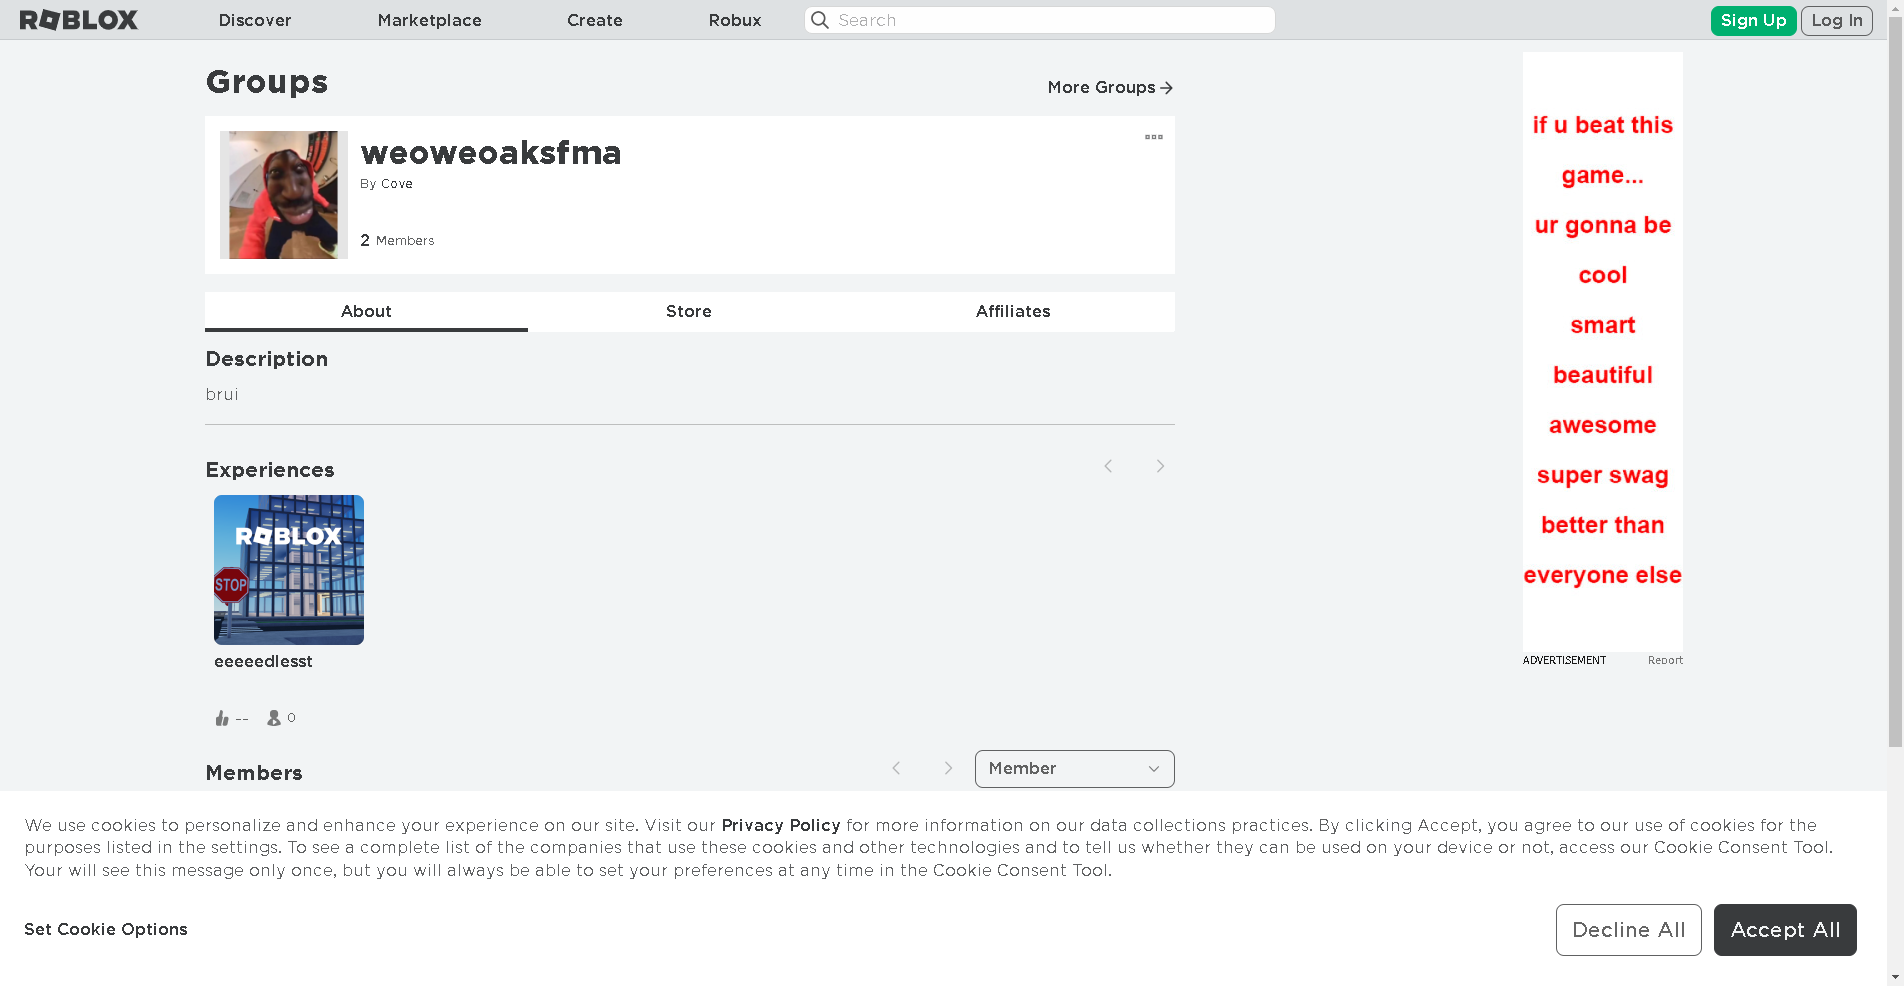 ROBLOX
Discover
Marketplace
Create
Robux
Search
Sign Up
Log In
Groups
More Groups
weoweoaksfma
By Cove
2 Members
About
Store
Affiliates
Description
brui
Experiences
ROBLOX
STOP
eeeeedlesst
--
0
Members
Member
if u beat this
game...
ur gonna be
cool
smart
beautiful
awesome
super swag
better than
everyone else
ADVERTISEMENT
Report
We use cookies to personalize and enhance your experience on our site. Visit our Privacy Policy for more information on our data collections practices. By clicking Accept, you agree to our use of cookies for the
purposes listed in the settings. To see a complete list of the companies that use these cookies and other technologies and to tell us whether they can be used on your device or not, access our Cookie Consent Tool.
Your will see this message only once, but you will always be able to set your preferences at any time in the Cookie Consent Tool.
Set Cookie Options
Decline All
Accept All